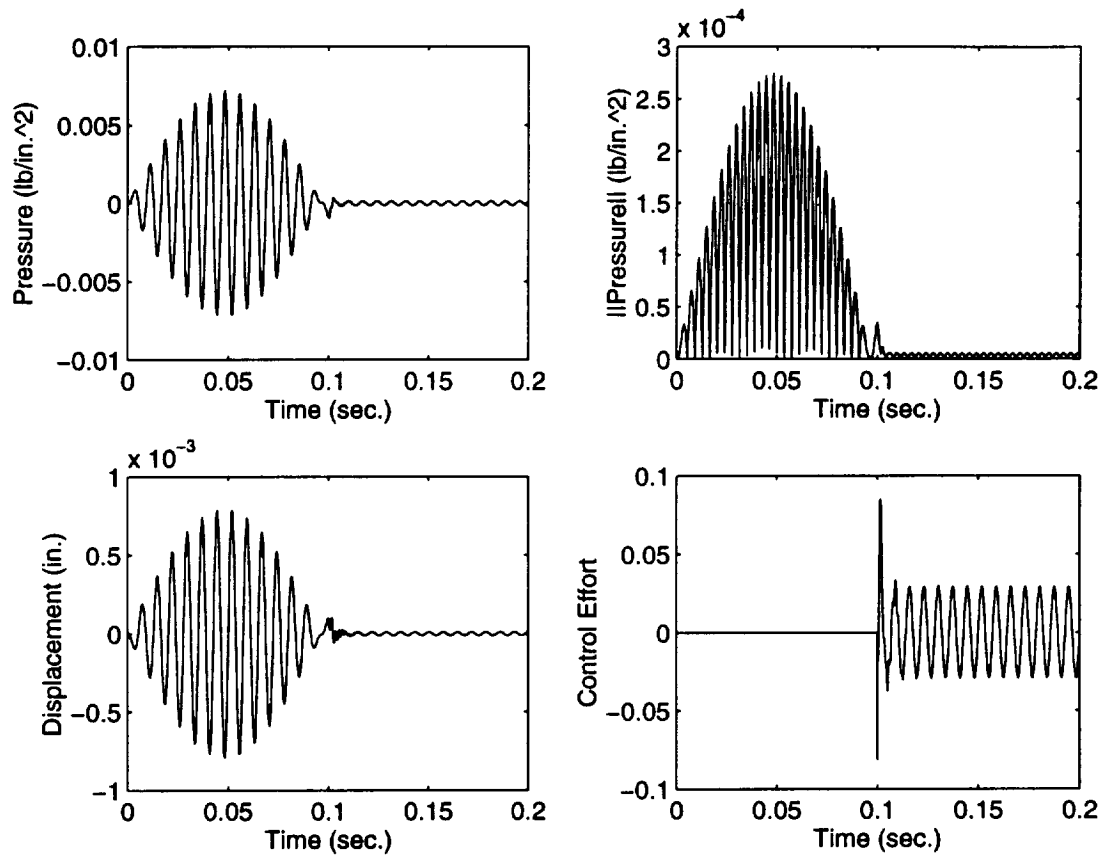 0.01
0.005
0
−0.005
−0.01
Pressure (lb/in.^2)
0 0.05 0.1 0.15 0.2
Time (sec.)
x 10−4
3
2.5
2
1.5
1
0.5
0
||Pressure|| (lb/in.^2)
0 0.05 0.1 0.15 0.2
Time (sec.)
x 10−3
1
0.5
0
−0.5
−1
Displacement (in.)
0 0.05 0.1 0.15 0.2
Time (sec.)
0.1
0.05
0
−0.05
−0.1
Control Effort
0 0.05 0.1 0.15 0.2
Time (sec.)